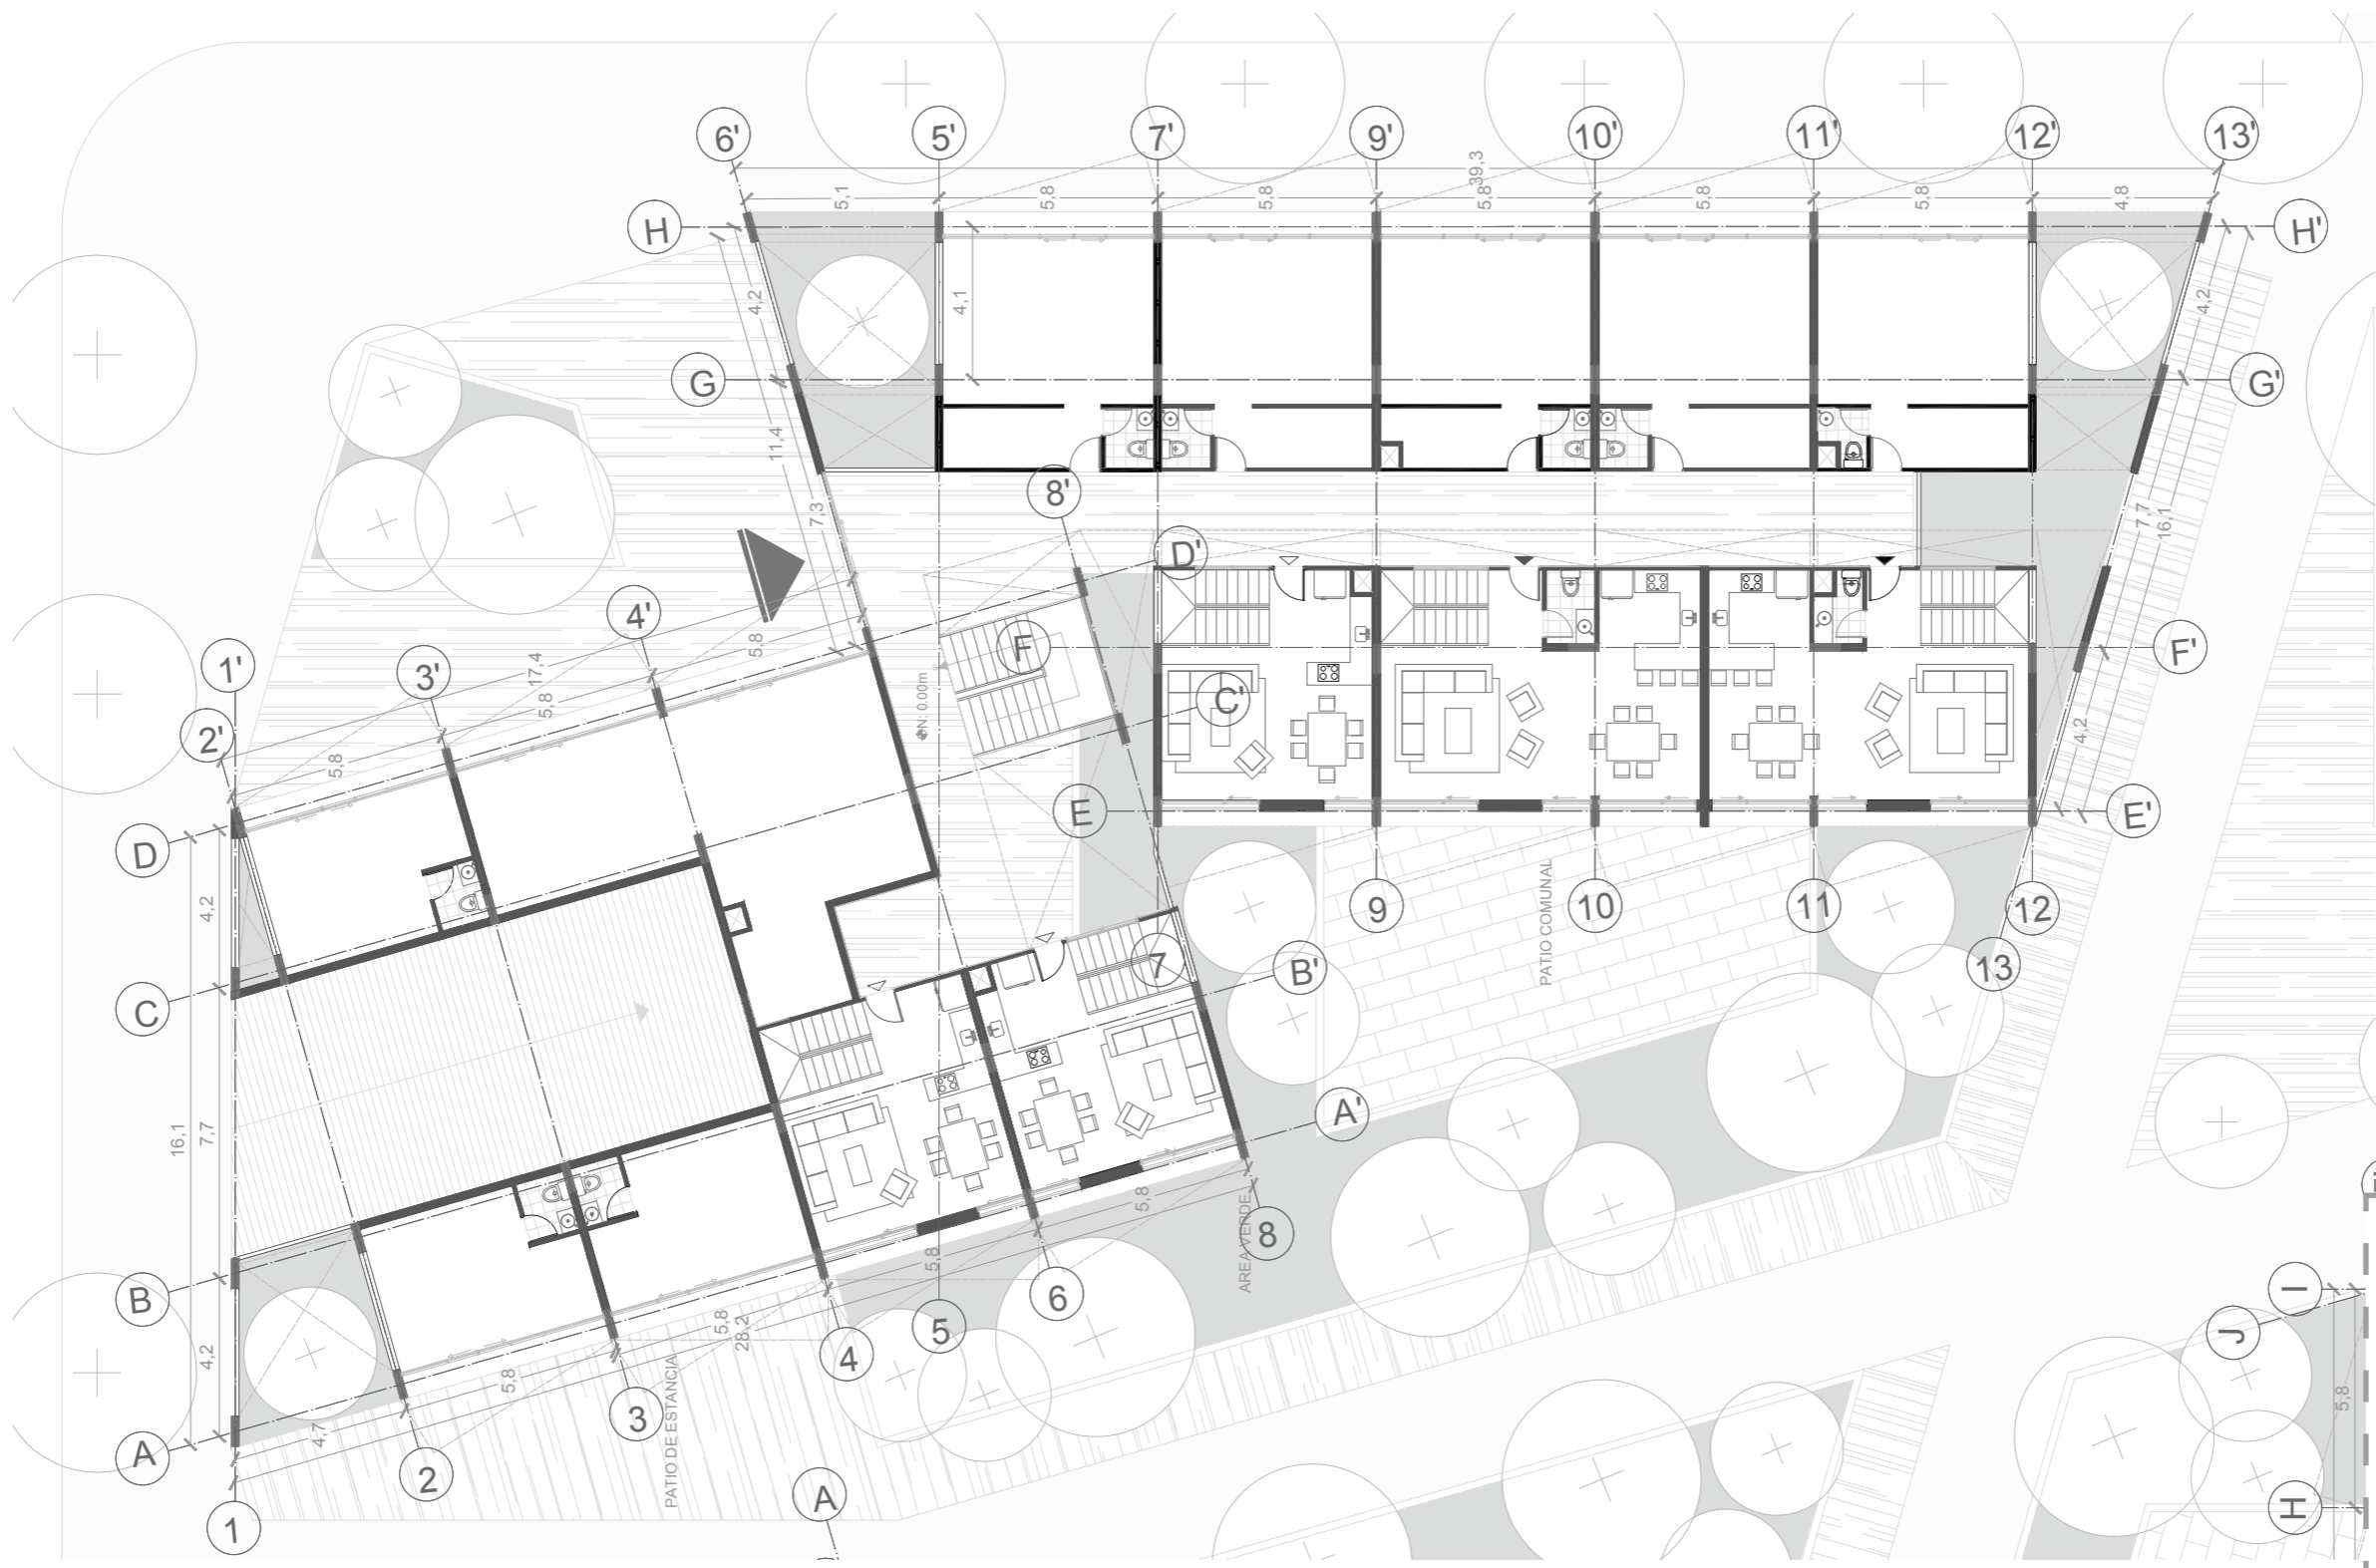 6' 5' 7' 9' 10' 11' 12' 13'
39,3
5,1 5,8 5,8 5,8 5,8 5,8 4,8
H H'
4,2 4,1 4,2
G G'
11,4
8'
7,3 7,7 16,1
D'
4' F F'
1' 3' 17,4 5,8
5,8 C'
N: 0.00m
2' 5,8 4,2
E E'
D
4,2
PATIO COMUNAL
9 10 11 12
7 B' 13
C
A'
16,1 7,7
5,8
AREA VERDE
8
5,8
B 6 I
5,8 5 J
28,2
4,2 4
5,8 5,8
3
4,7
PATIO DE ESTANCIA
A 2
A H
1